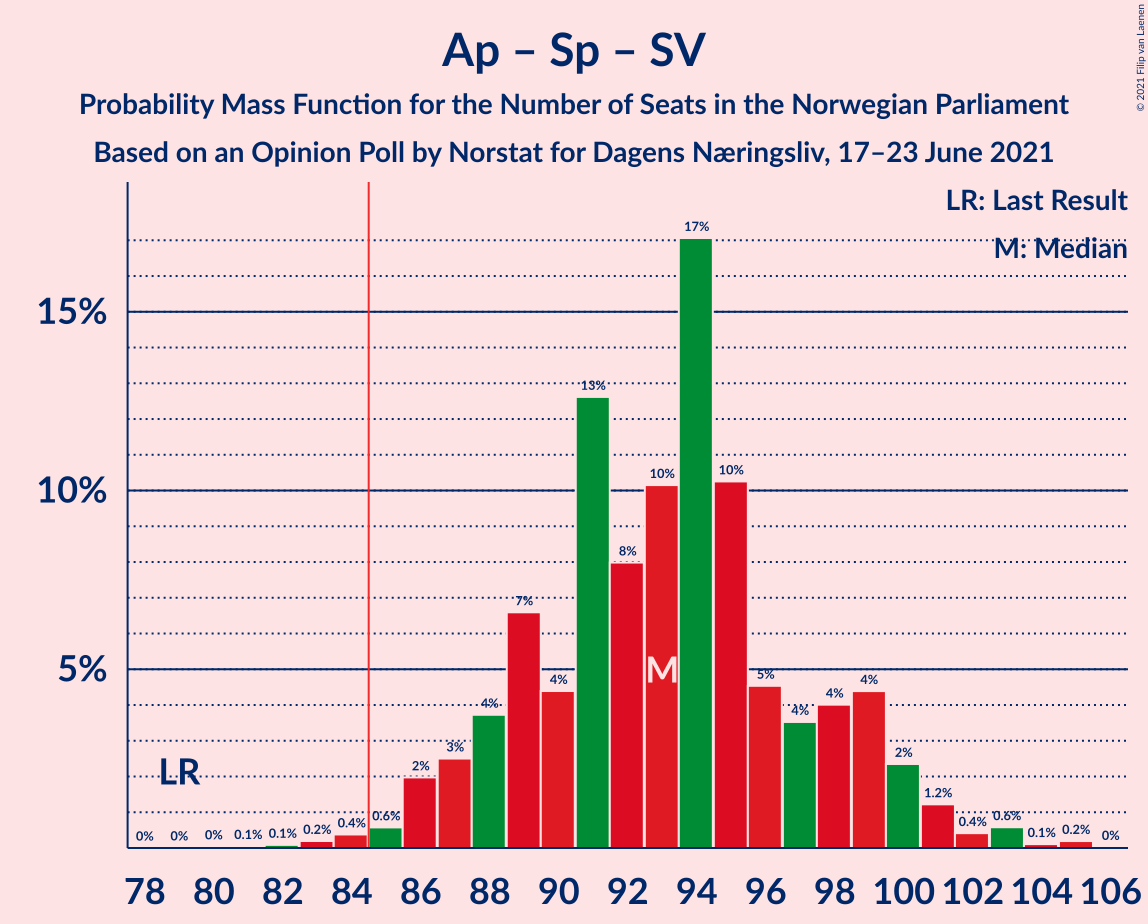 Ap – Sp – SV
Probability Mass Function for the Number of Seats in the Norwegian Parliament
Based on an Opinion Poll by Norstat for Dagens Næringsliv, 17–23 June 2021
© 2021 Filip van Laenen
LR: Last Result
M: Median
15%
10%
5%
0% 0% 0% 0.1% 0.1% 0.2% 0.4% 0.6% 2% 3% 4% 7% 4% 13% 8% 10% 17% 10% 5% 4% 4% 4% 2% 1.2% 0.4% 0.6% 0.1% 0.2% 0%
LR
M
78 80 82 84 86 88 90 92 94 96 98 100 102 104 106